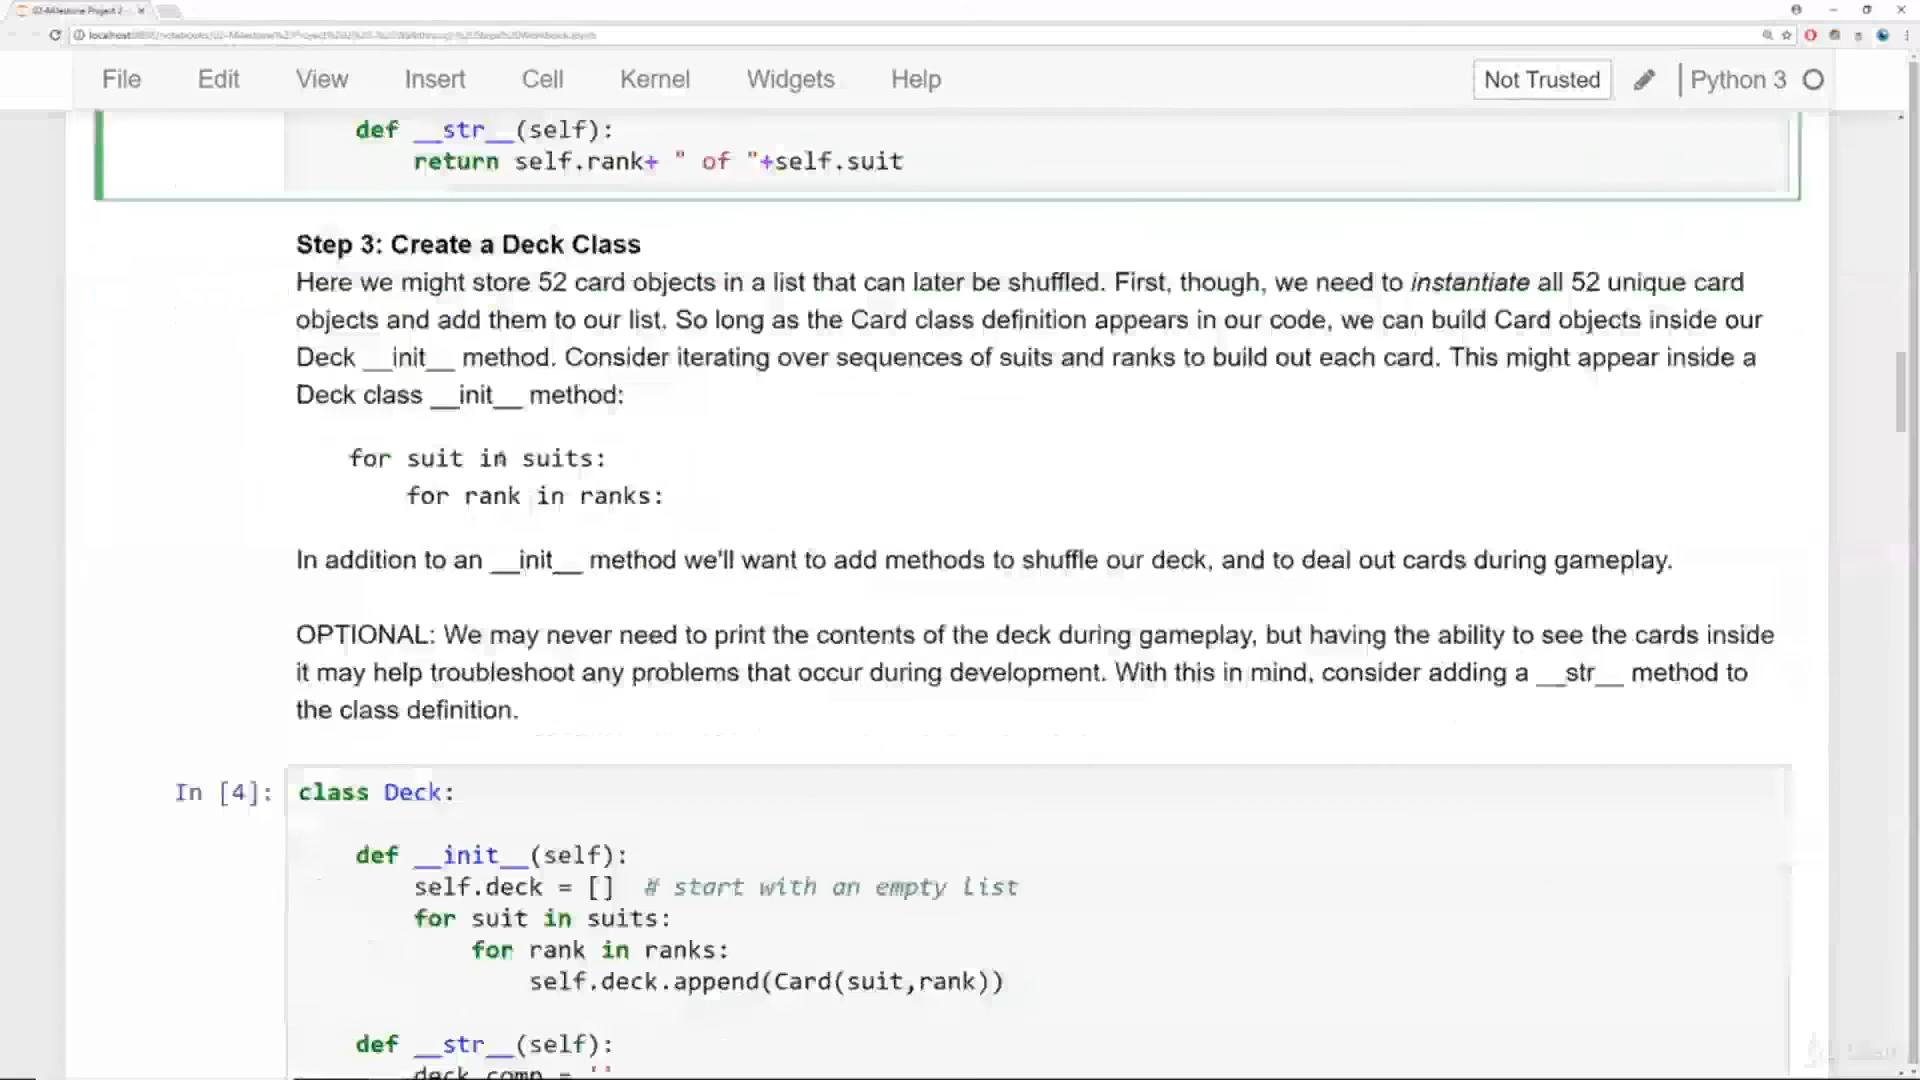 02-Milestone Project 2
File Edit View Insert Cell Kernel Widgets Help Not Trusted Python 3
def __str__(self):
return self.rank+ " of "+self.suit
Step 3: Create a Deck Class
Here we might store 52 card objects in a list that can later be shuffled. First, though, we need to instantiate all 52 unique card
objects and add them to our list. So long as the Card class definition appears in our code, we can build Card objects inside our
Deck __init__ method. Consider iterating over sequences of suits and ranks to build out each card. This might appear inside a
Deck class __init__ method:
for suit in suits:
for rank in ranks:
In addition to an __init__ method we'll want to add methods to shuffle our deck, and to deal out cards during gameplay.
OPTIONAL: We may never need to print the contents of the deck during gameplay, but having the ability to see the cards inside
it may help troubleshoot any problems that occur during development. With this in mind, consider adding a __str__ method to
the class definition.
In [4]: class Deck:
def __init__(self):
self.deck = [] # start with an empty list
for suit in suits:
for rank in ranks:
self.deck.append(Card(suit,rank))
def __str__(self):
deck_comp = ''